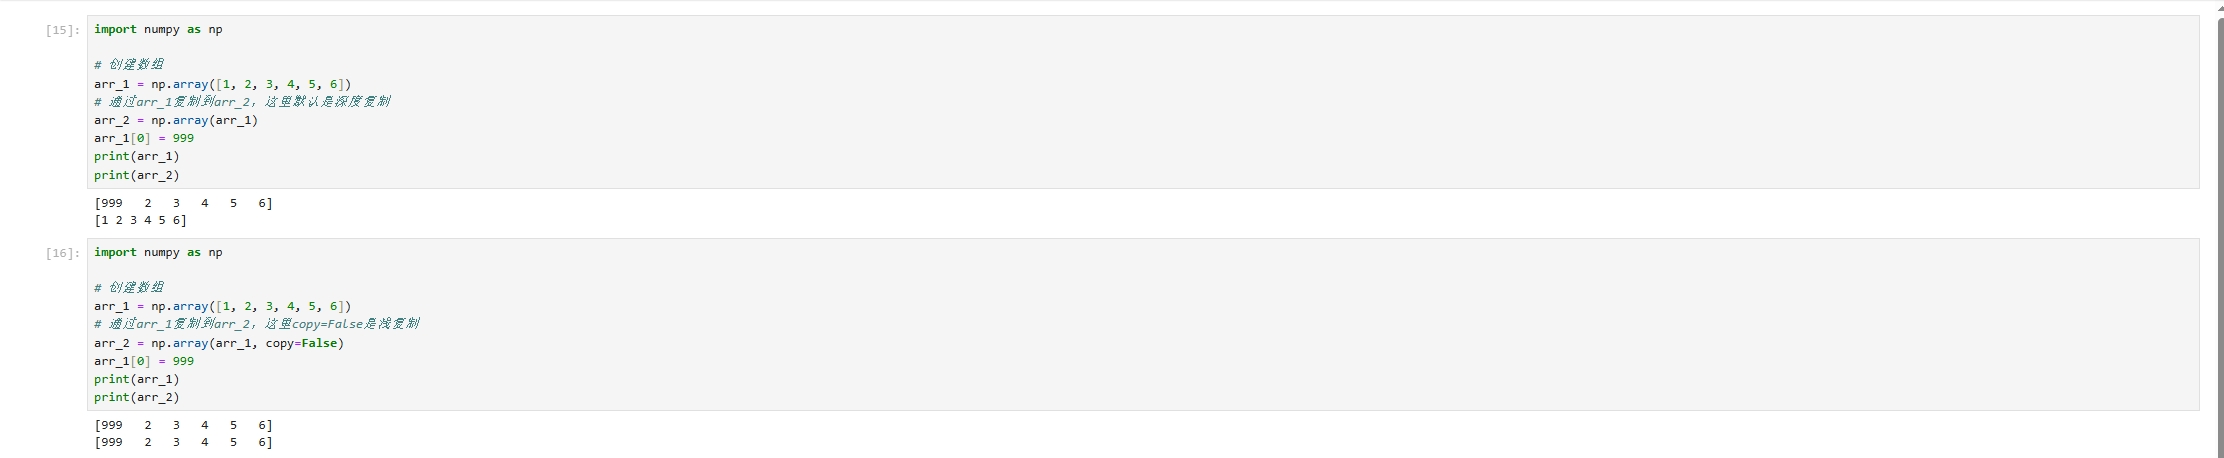 [15]:
import numpy as np
# 创建数组
arr_1 = np.array([1, 2, 3, 4, 5, 6])
# 通过arr_1复制到arr_2，这里默认是深度复制
arr_2 = np.array(arr_1)
arr_1[0] = 999
print(arr_1)
print(arr_2)
[999   2   3   4   5   6]
[1 2 3 4 5 6]
[16]:
import numpy as np
# 创建数组
arr_1 = np.array([1, 2, 3, 4, 5, 6])
# 通过arr_1复制到arr_2，这里copy=False是浅复制
arr_2 = np.array(arr_1, copy=False)
arr_1[0] = 999
print(arr_1)
print(arr_2)
[999   2   3   4   5   6]
[999   2   3   4   5   6]